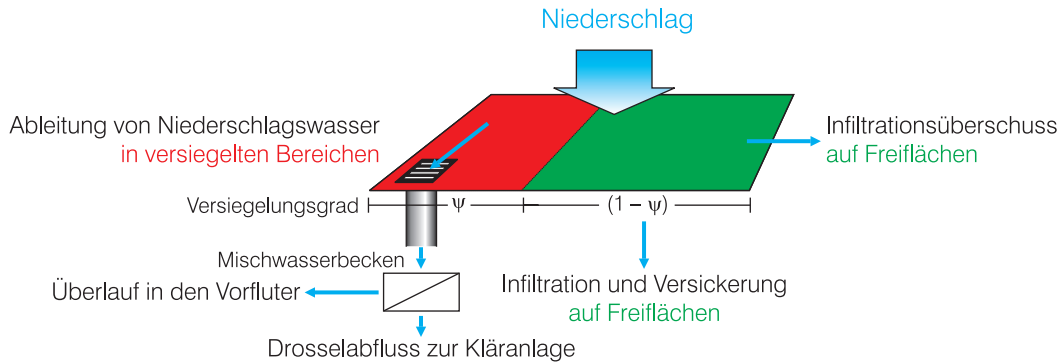 Niederschlag
Ableitung von Niederschlagswasser
in versiegelten Bereichen
Infiltrationsüberschuss
auf Freiflächen
Versiegelungsgrad
ψ
(1 – ψ)
Mischwasserbecken
Überlauf in den Vorfluter
Infiltration und Versickerung
auf Freiflächen
Drosselabfluss zur Kläranlage